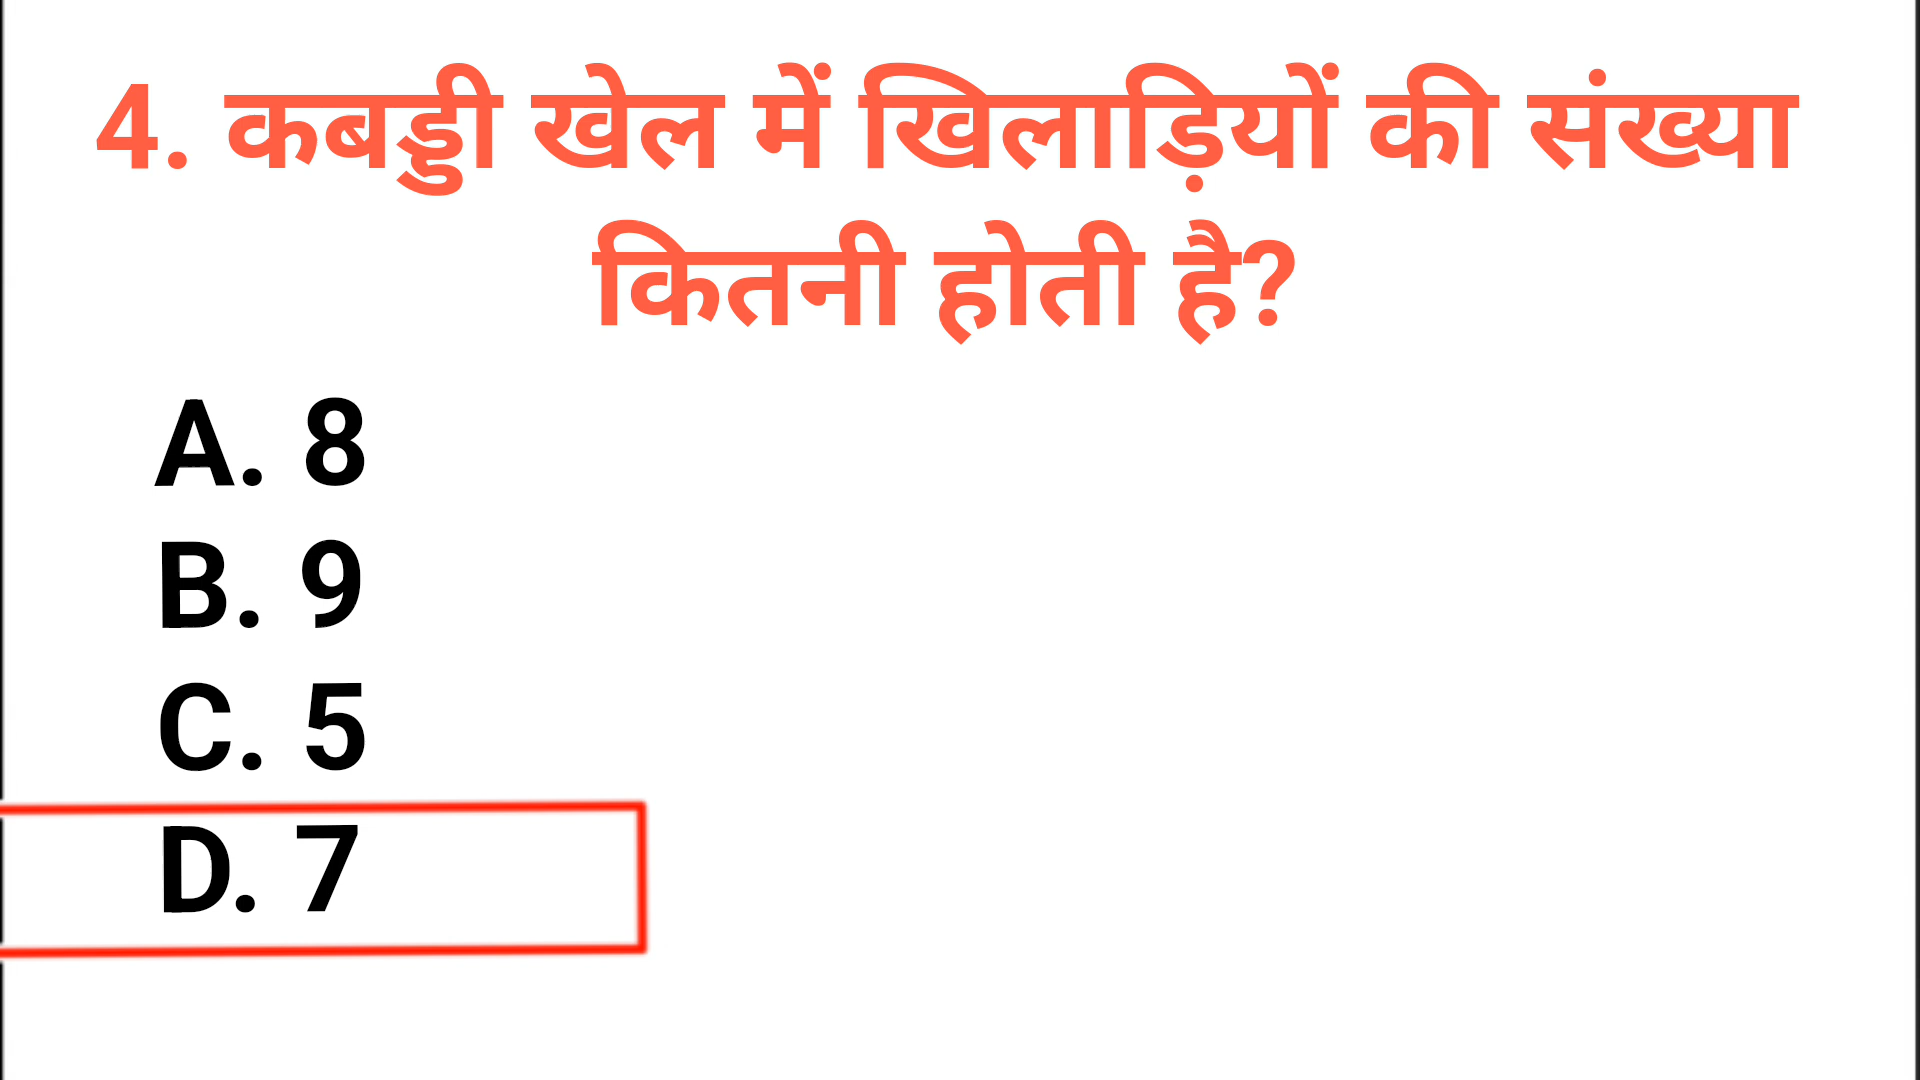 4. कबड्डी खेल में खिलाड़ियों की संख्या
कितनी होती है?
A. 8
B. 9
C. 5
D. 7